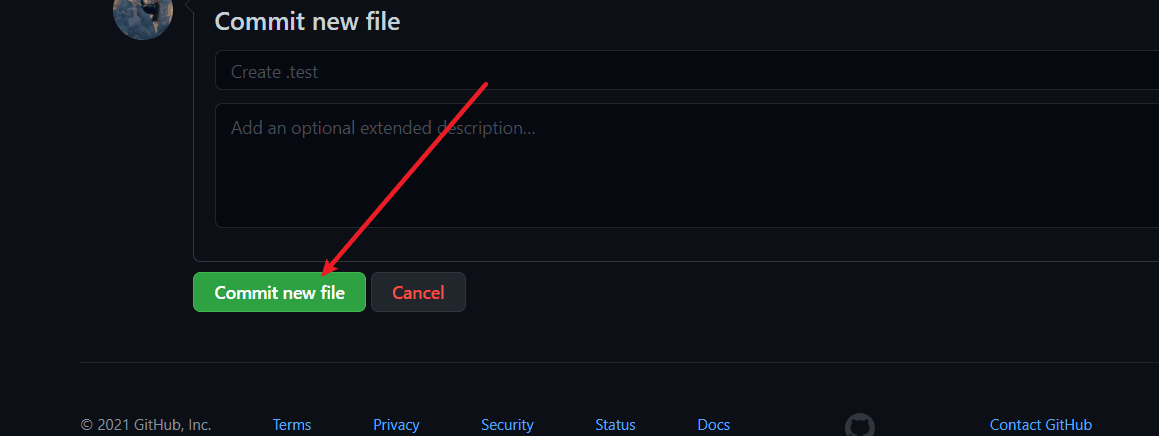 Commit new file
Create .test
Add an optional extended description…
Commit new file Cancel
© 2021 GitHub, Inc. Terms Privacy Security Status Docs Contact GitHub